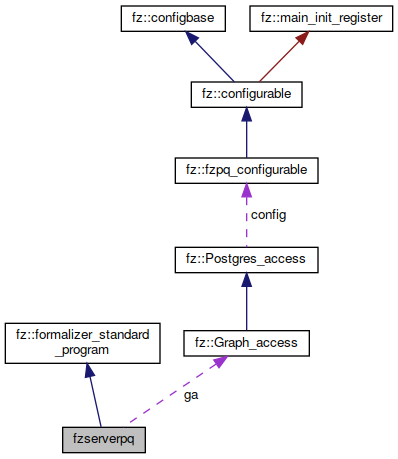 fz::configbase
fz::main_init_register
fz::configurable
fz::fzpq_configurable
config
fz::Postgres_access
fz::formalizer_standard
_program
fz::Graph_access
ga
fzserverpq